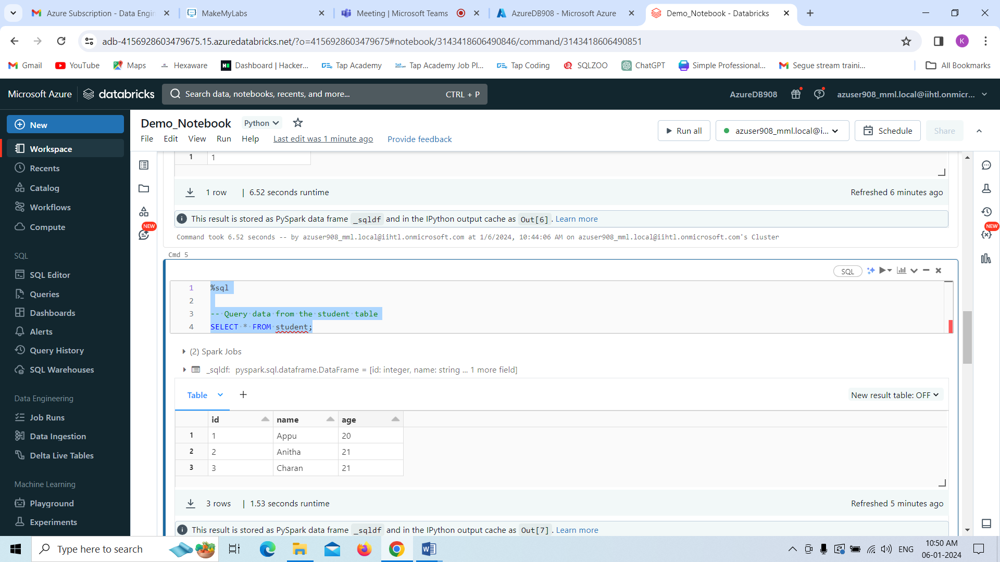 Azure Subscription - Data Engin
MakeMyLabs
Meeting | Microsoft Teams
AzureDB908 - Microsoft Azure
Demo_Notebook - Databricks
adb-4156928603479675.15.azuredatabricks.net/?o=4156928603479675#notebook/3143418606490846/command/3143418606490851
K
Gmail
YouTube
Maps
Hexaware
Dashboard | Hacker...
Tap Academy
Tap Academy Job Pl...
Tap Coding
SQLZOO
ChatGPT
Simple Professional...
Segue stream traini...
All Bookmarks
Microsoft Azure
databricks
Search data, notebooks, recents, and more...
CTRL + P
AzureDB908
azuser908_mml.local@iihtl.onmicr...
New
Workspace
Recents
Catalog
Workflows
Compute
SQL
SQL Editor
Queries
Dashboards
Alerts
Query History
SQL Warehouses
Data Engineering
Job Runs
Data Ingestion
Delta Live Tables
Machine Learning
Playground
Experiments
Demo_Notebook
Python
File Edit View Run Help Last edit was 1 minute ago Provide feedback
Run all
azuser908_mml.local@i...
Schedule
Share
NEW
NEW
1 1
1 row | 6.52 seconds runtime
Refreshed 6 minutes ago
This result is stored as PySpark data frame _sqldf and in the IPython output cache as Out[6]. Learn more
Command took 6.52 seconds -- by azuser908_mml.local@iihtl.onmicrosoft.com at 1/6/2024, 10:44:06 AM on azuser908_mml.local@iihtl.onmicrosoft.com's Cluster
Cmd 5
SQL
1 %sql
2
3 -- Query data from the student table
4 SELECT * FROM student;
(2) Spark Jobs
_sqldf: pyspark.sql.dataframe.DataFrame = [id: integer, name: string ... 1 more field]
Table
New result table: OFF
id name age
1 1 Appu 20
2 2 Anitha 21
3 3 Charan 21
3 rows | 1.53 seconds runtime
Refreshed 5 minutes ago
This result is stored as PySpark data frame _sqldf and in the IPython output cache as Out[7]. Learn more
Type here to search
ENG
10:50 AM
06-01-2024